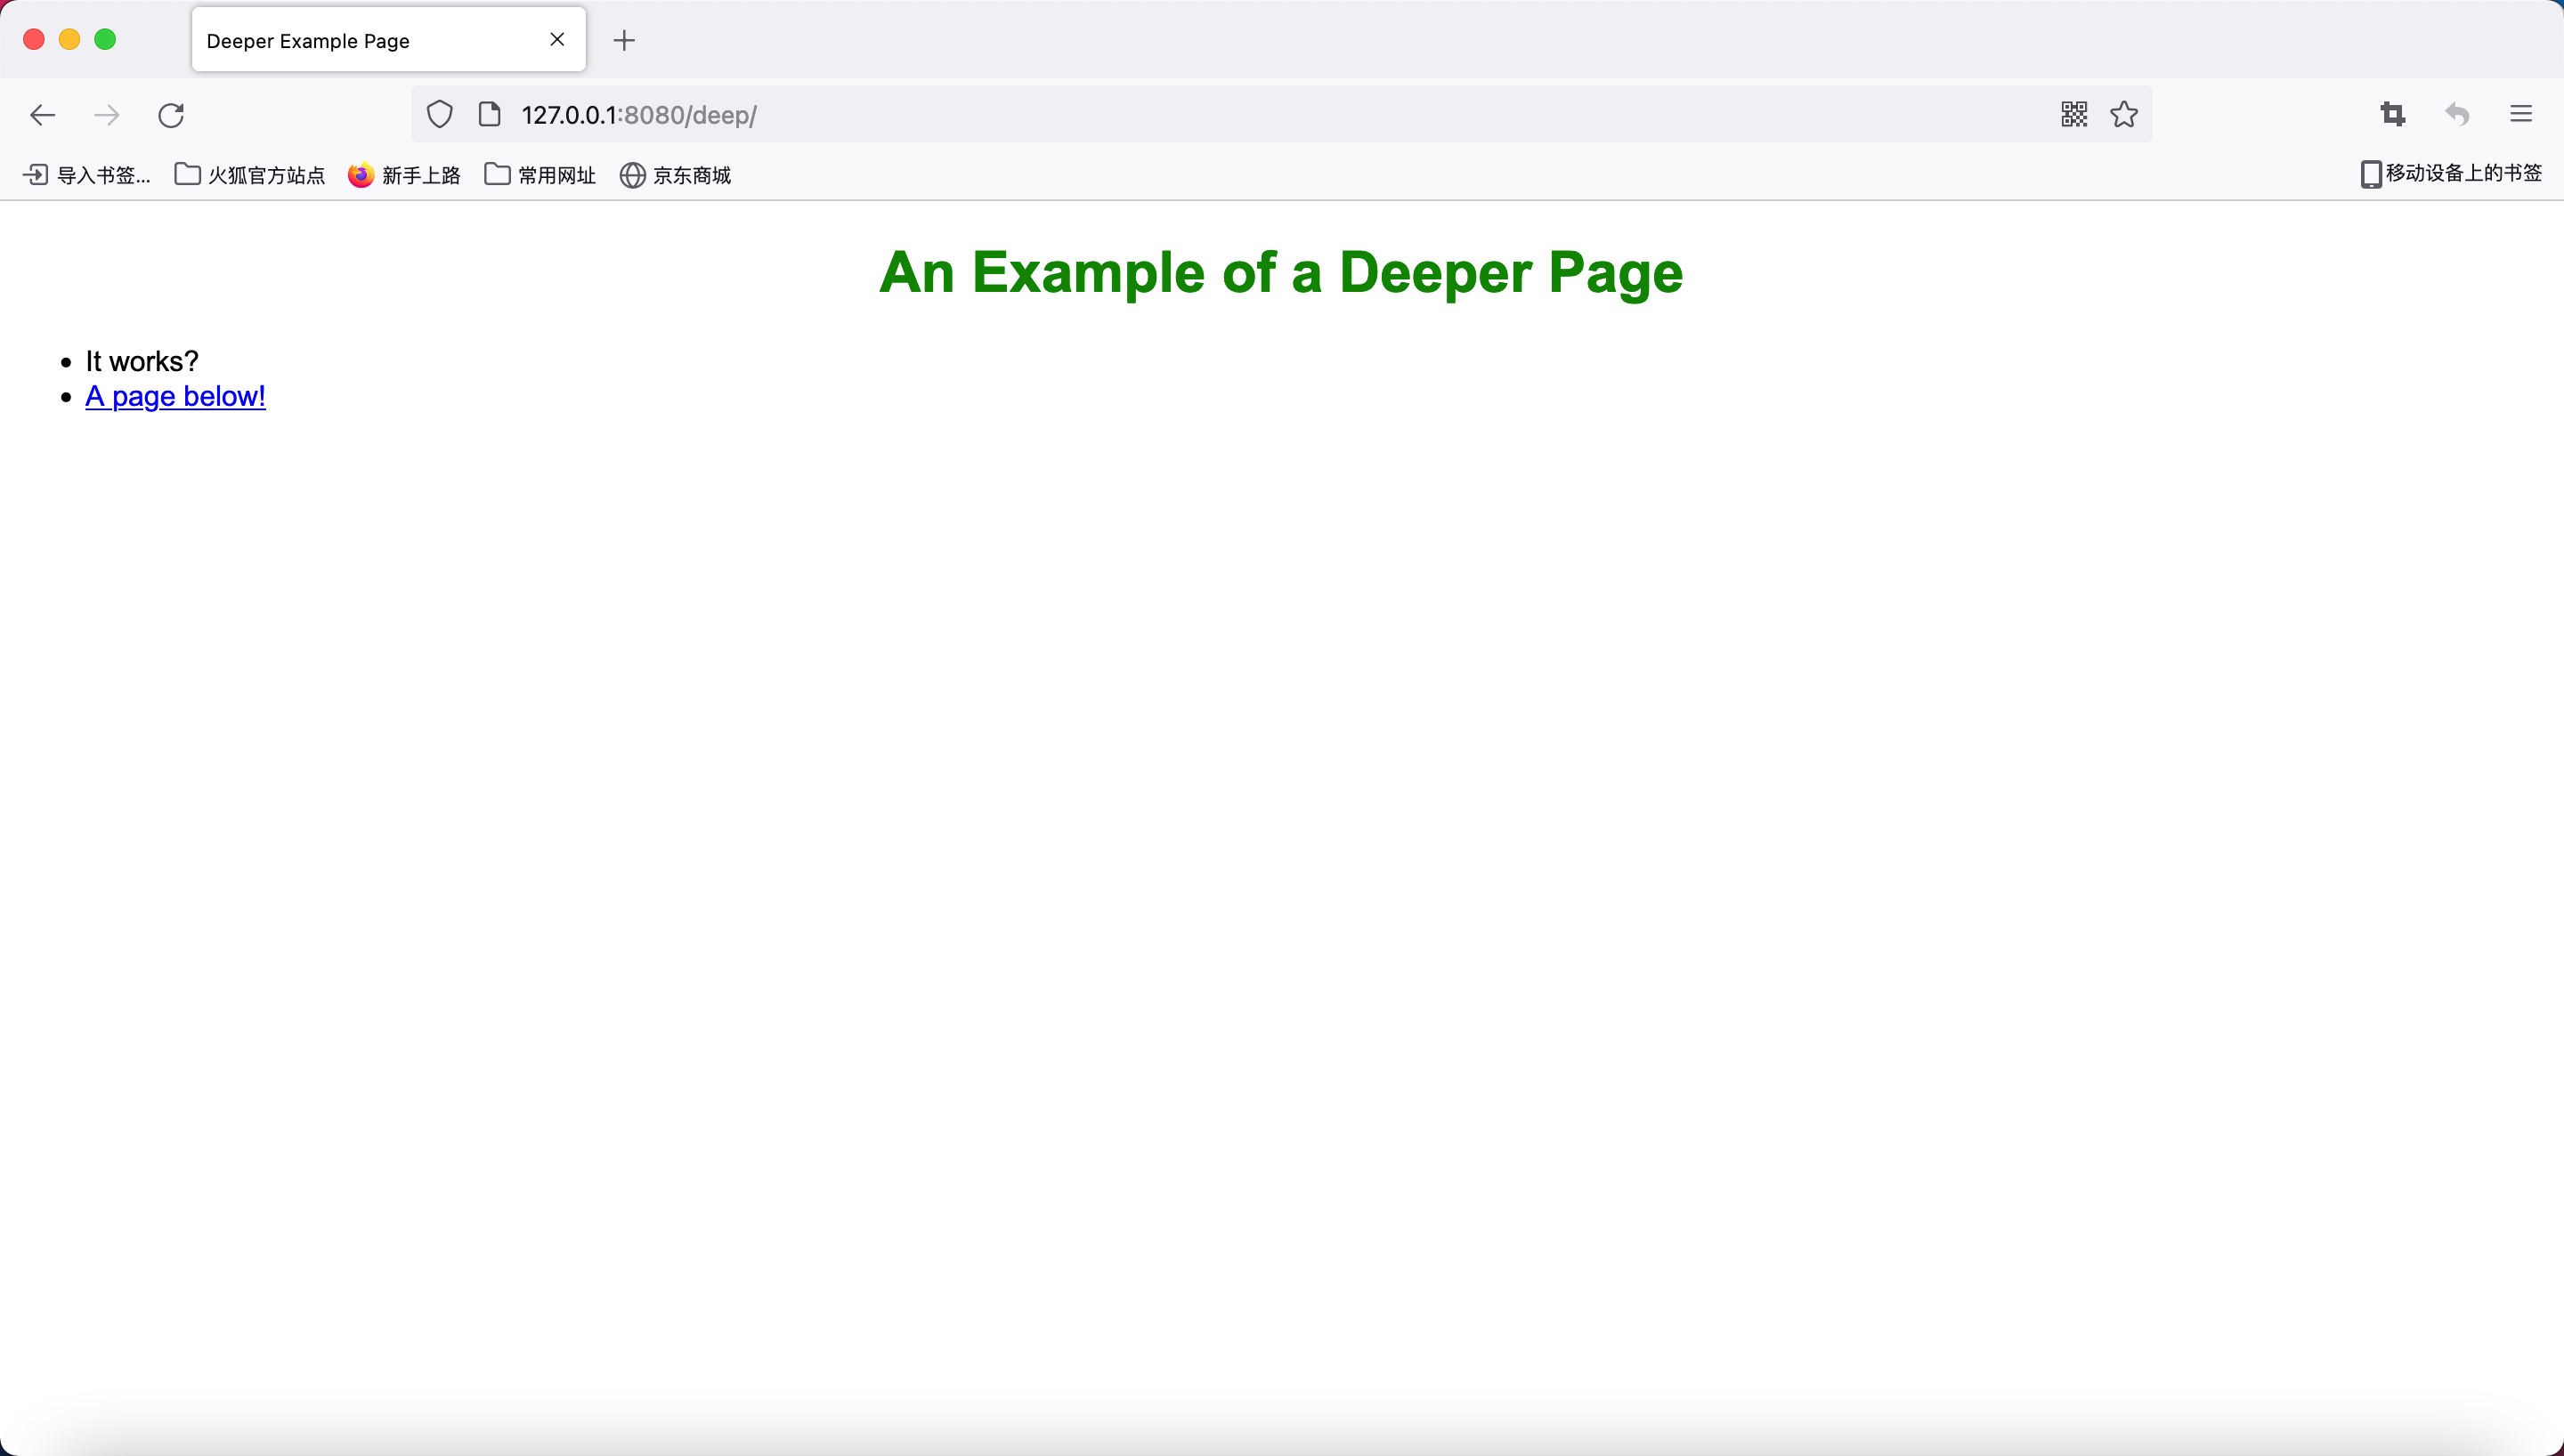 Deeper Example Page
127.0.0.1:8080/deep/
导入书签... 火狐官方站点 新手上路 常用网址 京东商城 移动设备上的书签
An Example of a Deeper Page
It works?
A page below!